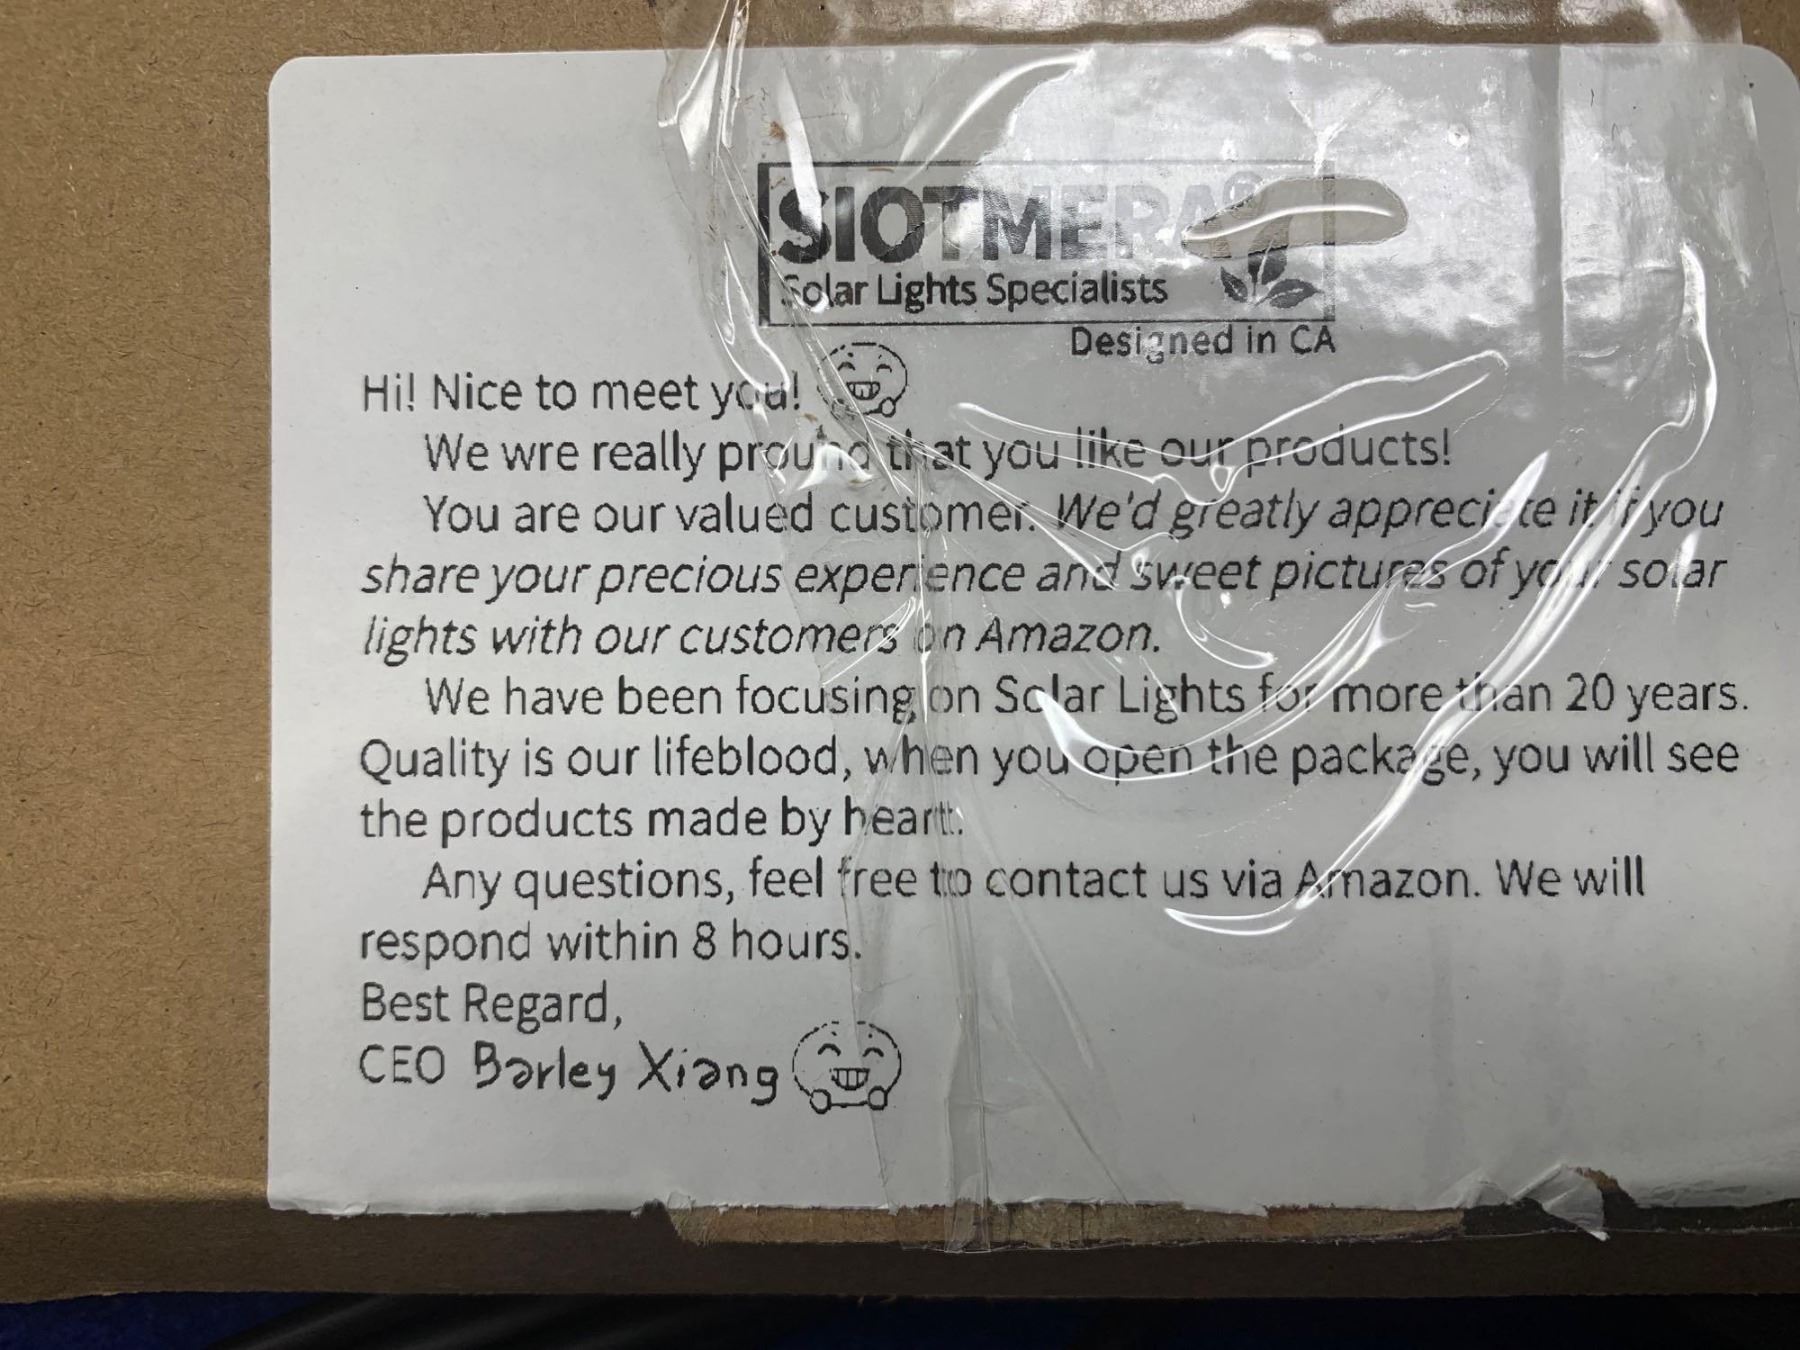 SIOTMERA®
Solar Lights Specialists
Designed in CA
Hi! Nice to meet you!
We wre really pround that you like our products!
You are our valued customer. We'd greatly appreciate it if you
share your precious experience and sweet pictures of your solar
lights with our customers on Amazon.
We have been focusing on Solar Lights for more than 20 years.
Quality is our lifeblood, when you open the package, you will see
the products made by heart.
Any questions, feel free to contact us via Amazon. We will
respond within 8 hours.
Best Regard,
CEO Barley Xiang